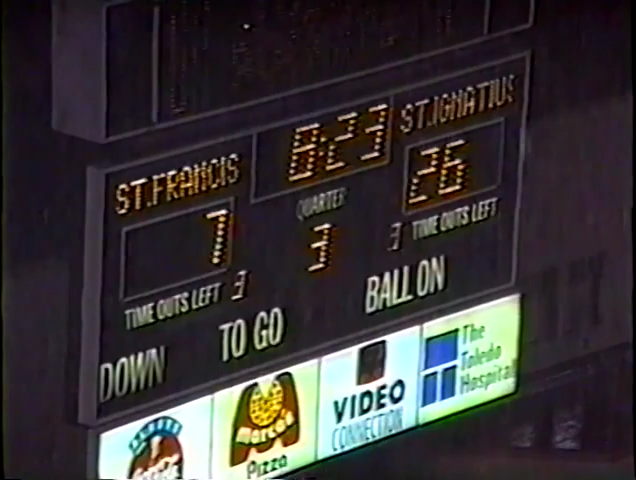 ST.FRANCIS
8:23
ST.IGNATIUS
7
QUARTER
3
26
TIME OUTS LEFT 3
3 TIME OUTS LEFT
DOWN
TO GO
BALL ON
Marco's
Pizza
VIDEO
CONNECTION
The
Toledo
Hospital